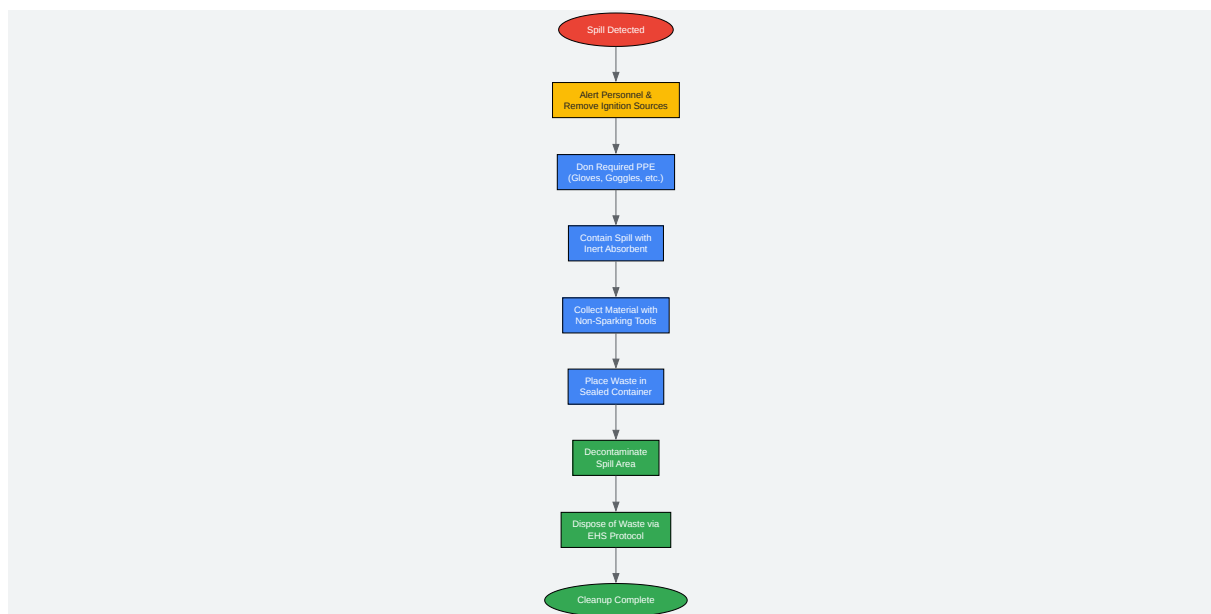 Spill Detected
Alert Personnel &
Remove Ignition Sources
Don Required PPE
(Gloves, Goggles, etc.)
Contain Spill with
Inert Absorbent
Collect Material with
Non-Sparking Tools
Place Waste in
Sealed Container
Decontaminate
Spill Area
Dispose of Waste via
EHS Protocol
Cleanup Complete